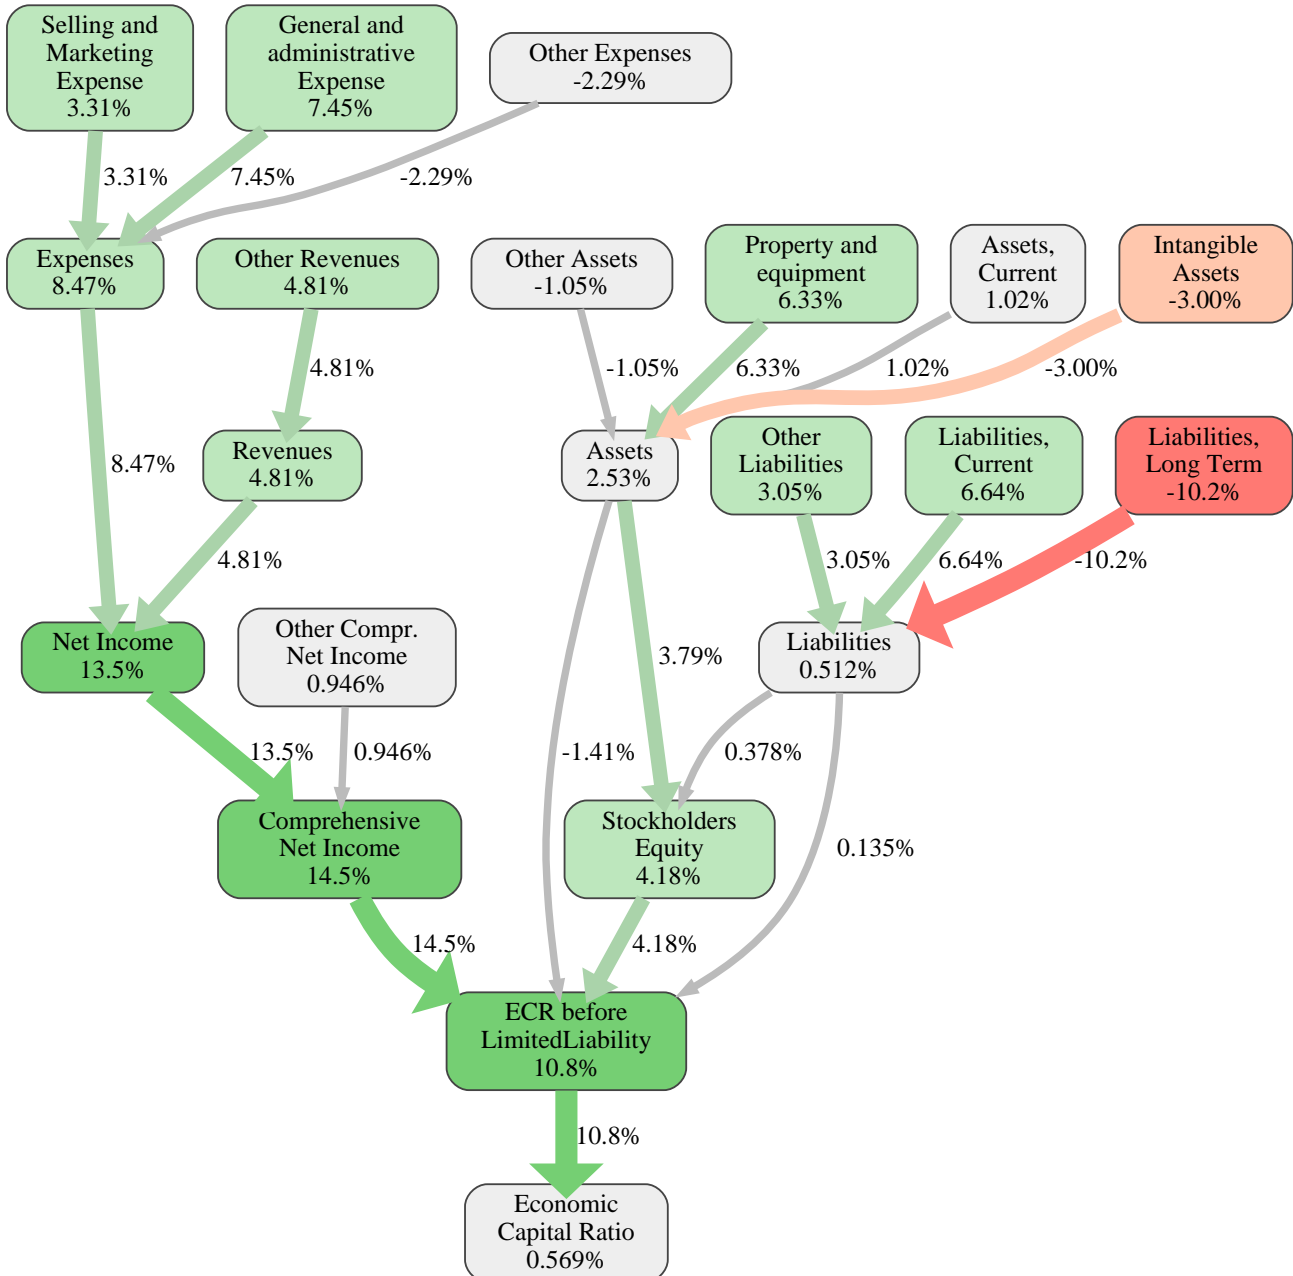 Selling and
Marketing
Expense
3.31%
General and
administrative
Expense
7.45%
Other Expenses
-2.29%
3.31%
7.45%
-2.29%
Expenses
8.47%
Other Revenues
4.81%
Other Assets
-1.05%
Property and
equipment
6.33%
Assets,
Current
1.02%
Intangible
Assets
-3.00%
4.81%
-1.05%
6.33%
1.02%
-3.00%
8.47%
Revenues
4.81%
Assets
2.53%
Other
Liabilities
3.05%
Liabilities,
Current
6.64%
Liabilities,
Long Term
-10.2%
4.81%
3.05%
6.64%
-10.2%
Net Income
13.5%
Other Compr.
Net Income
0.946%
3.79%
Liabilities
0.512%
13.5%
0.946%
-1.41%
0.378%
Comprehensive
Net Income
14.5%
Stockholders
Equity
4.18%
0.135%
14.5%
4.18%
ECR before
LimitedLiability
10.8%
10.8%
Economic
Capital Ratio
0.569%